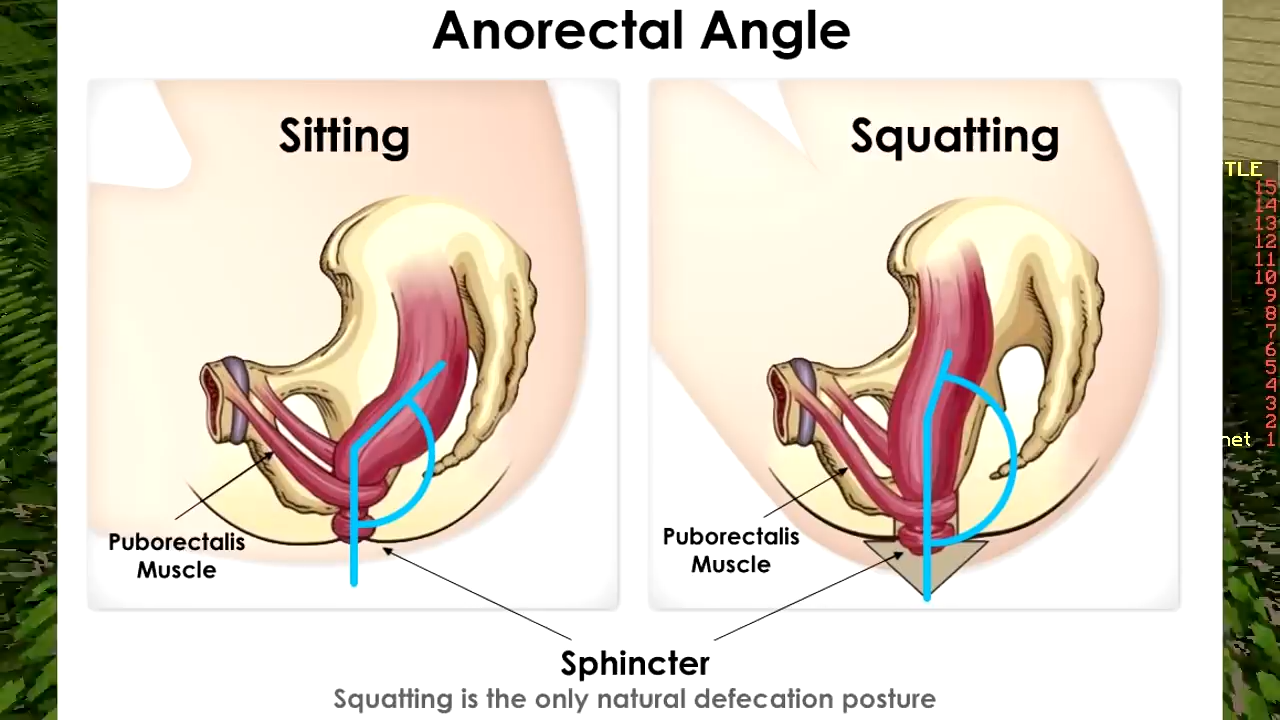 Anorectal Angle
Sitting
Squatting
Puborectalis
Muscle
Puborectalis
Muscle
Sphincter
Squatting is the only natural defecation posture
TLE
15
14
13
12
11
10
9
8
7
6
5
4
3
2
net 1